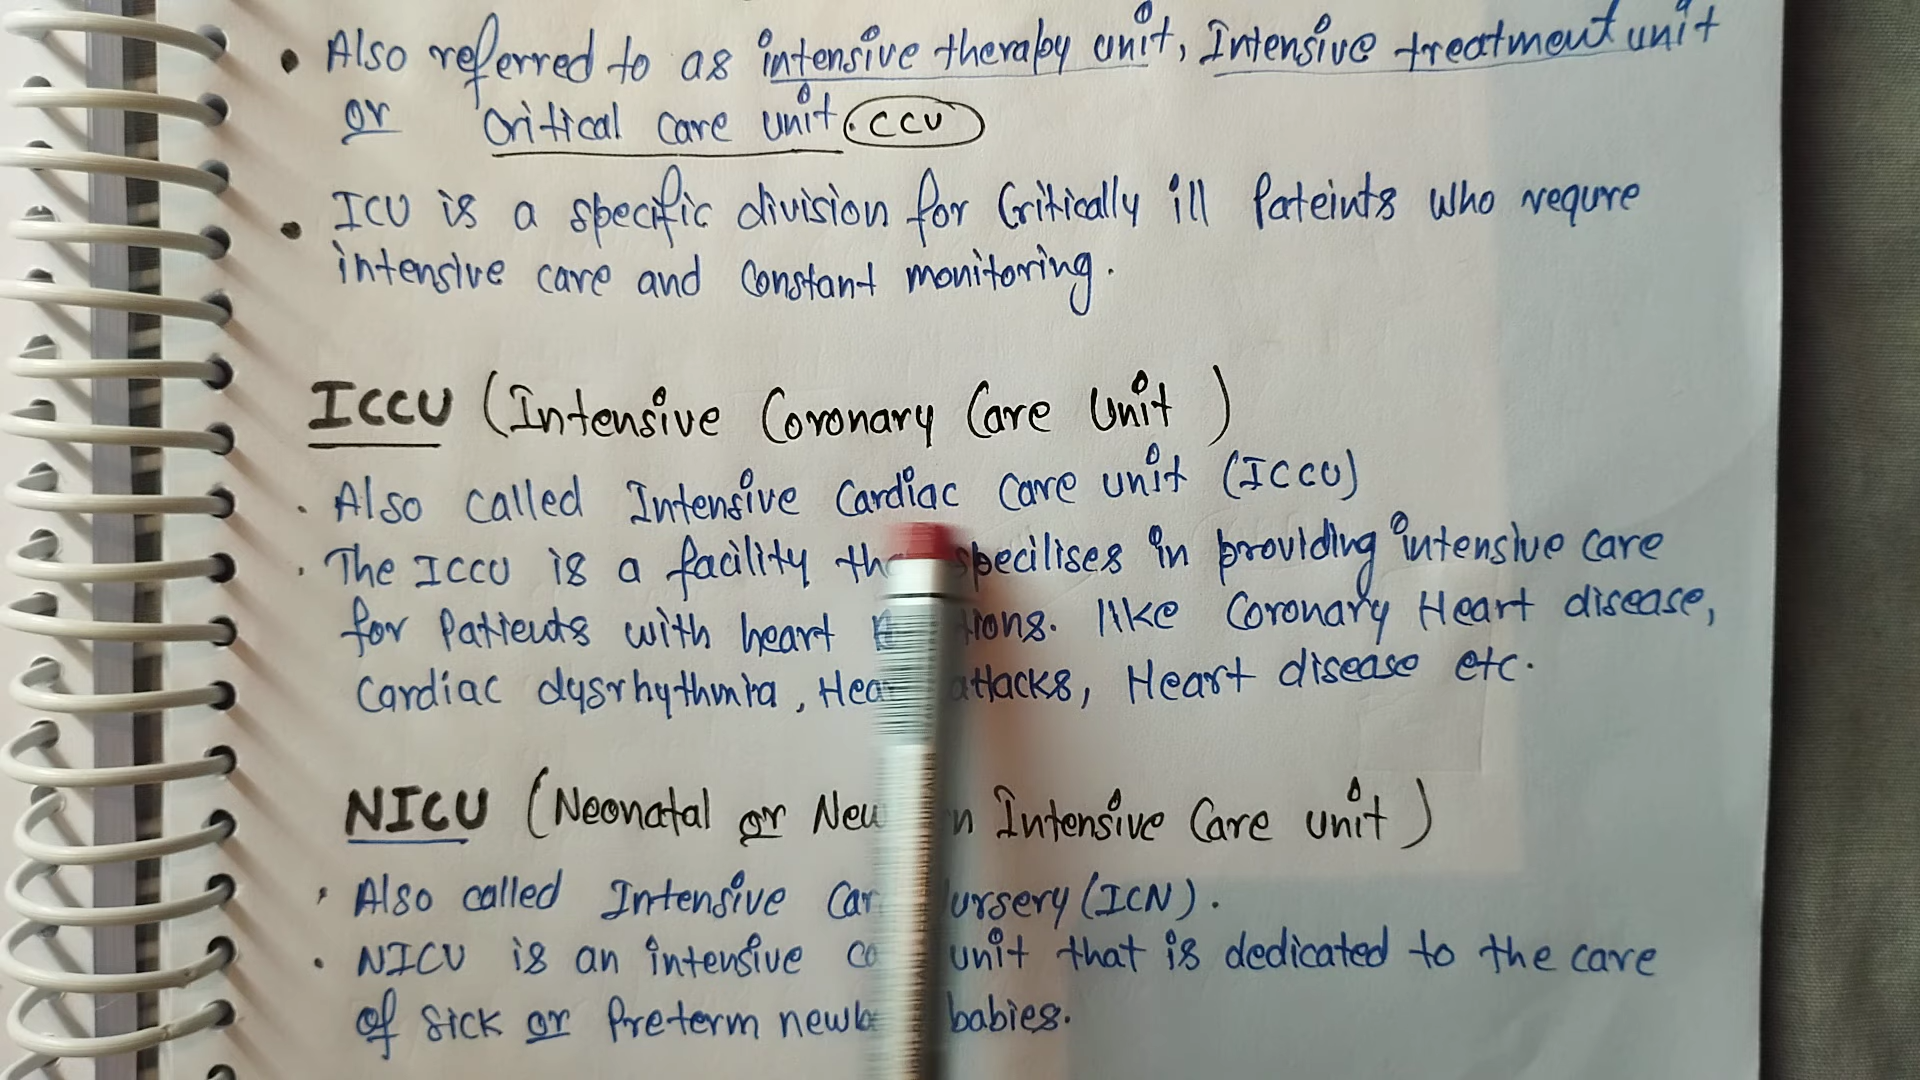 • Also referred to as intensive therapy unit, Intensive treatment unit
or Critical care unit. CCU
• ICU is a specific division for Critically ill Pateints who requre
intensive care and constant monitoring.
ICCU (Intensive Coronary Care Unit)
. Also called Intensive Cardiac Care unit (ICCU)
. The ICCU is a facility specilises in providing intensive care
for Patients with heart like Coronary Heart disease,
Cardiac dysrhythmia, attacks, Heart disease etc.
NICU (Neonatal or Intensive Care unit)
. Also called Intensive (ICN).
. NICU is an intensive unit that is dedicated to the care
of sick or Preterm babies.